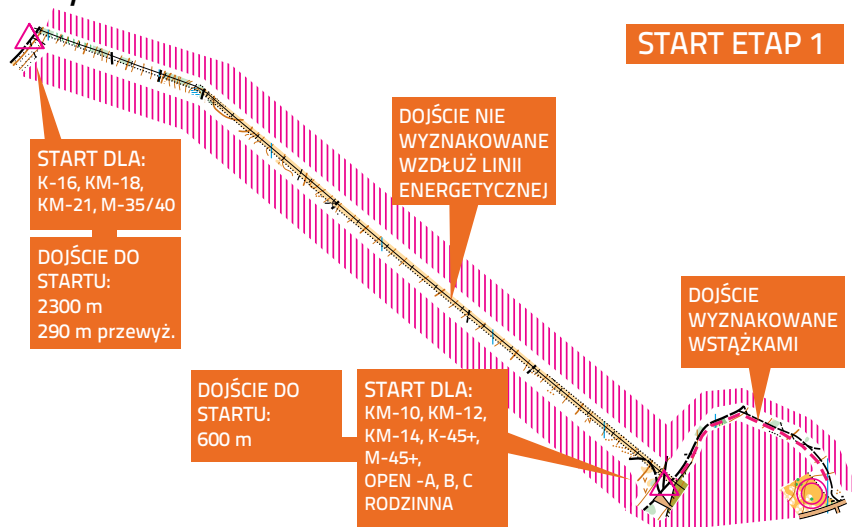 START ETAP 1
DOJŚCIE NIE
WYZNAKOWANE
WZDŁUŻ LINII
ENERGETYCZNEJ
START DLA:
K-16, KM-18,
KM-21, M-35/40
DOJŚCIE DO
STARTU:
2300 m
290 m przewyż.
DOJŚCIE
WYZNAKOWANE
WSTĄŻKAMI
DOJŚCIE DO
STARTU:
600 m
START DLA:
KM-10, KM-12,
KM-14, K-45+,
M-45+,
OPEN -A, B, C
RODZINNA